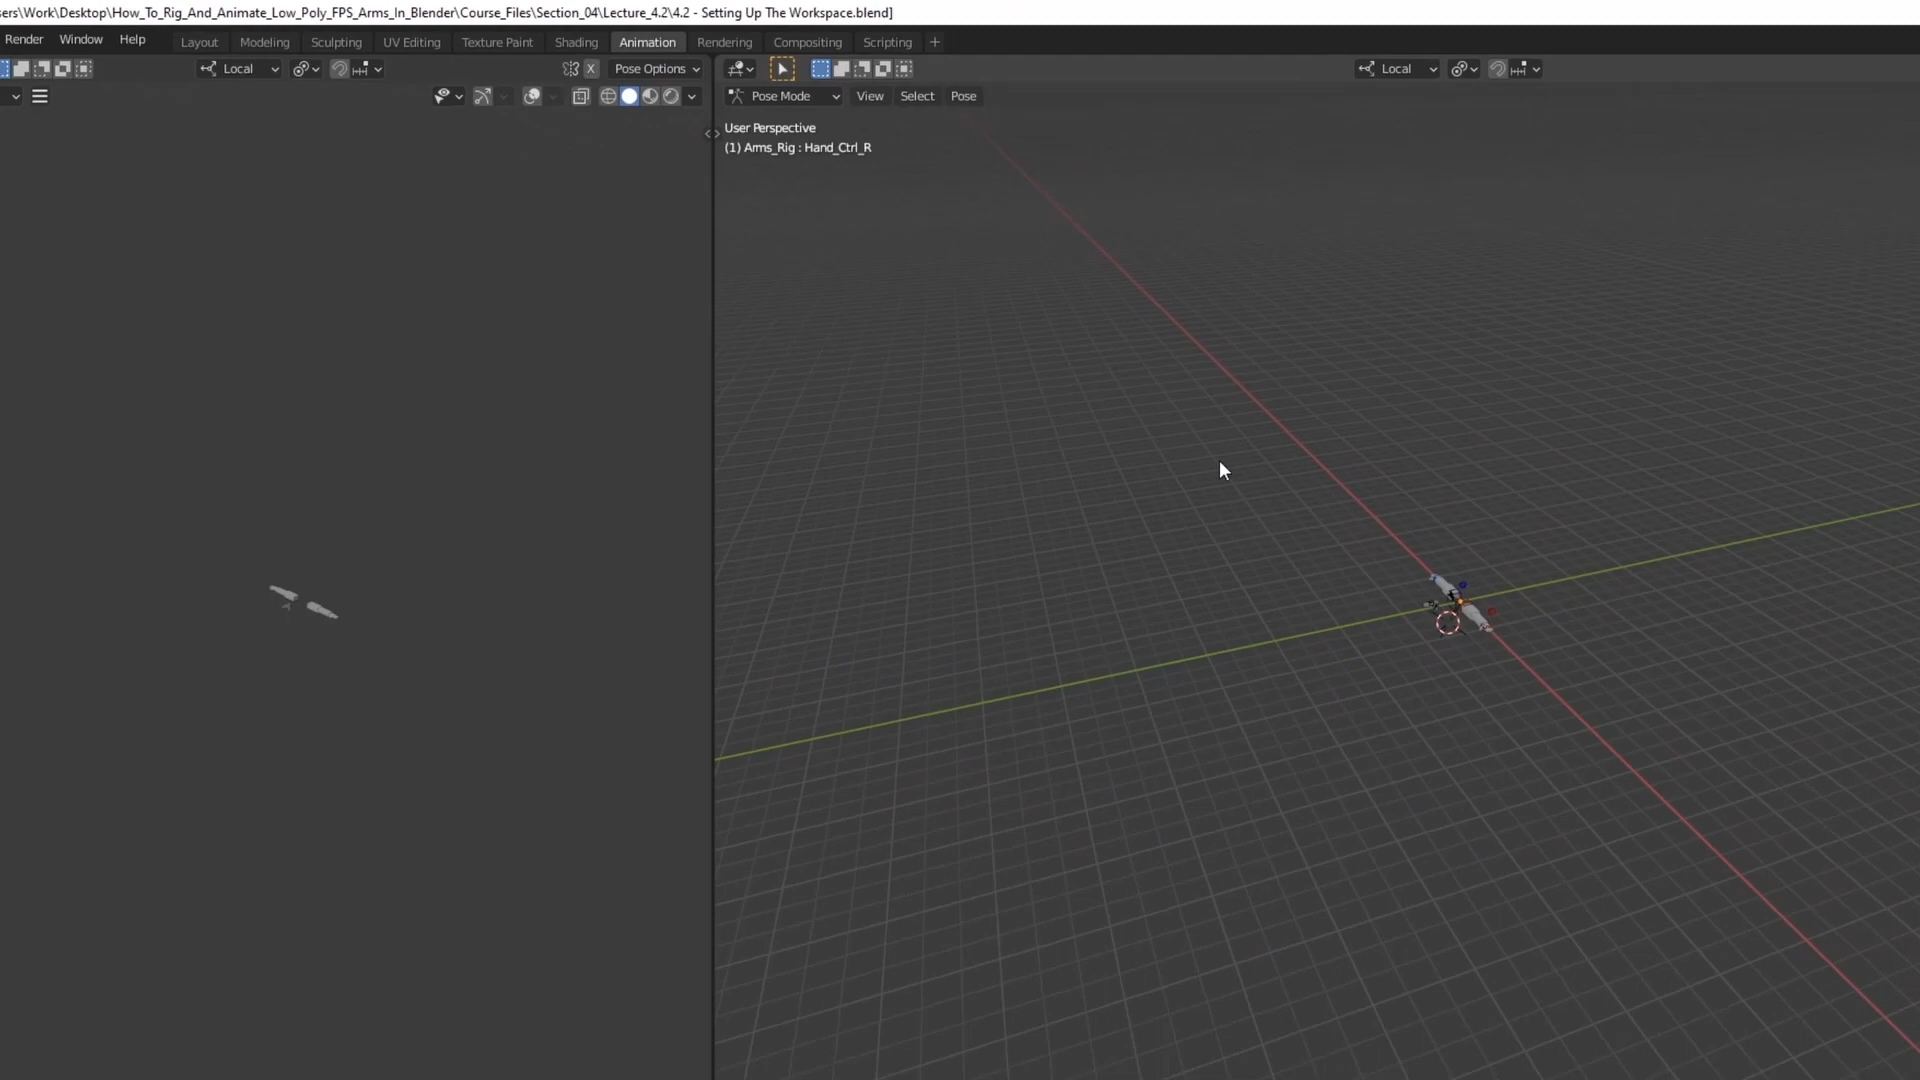 sers\Work\Desktop\How_To_Rig_And_Animate_Low_Poly_FPS_Arms_In_Blender\Course_Files\Section_04\Lecture_4.2\4.2 - Setting Up The Workspace.blend]
Render Window Help Layout Modeling Sculpting UV Editing Texture Paint Shading Animation Rendering Compositing Scripting +
Local X Pose Options Local
Pose Mode View Select Pose
User Perspective
(1) Arms_Rig : Hand_Ctrl_R